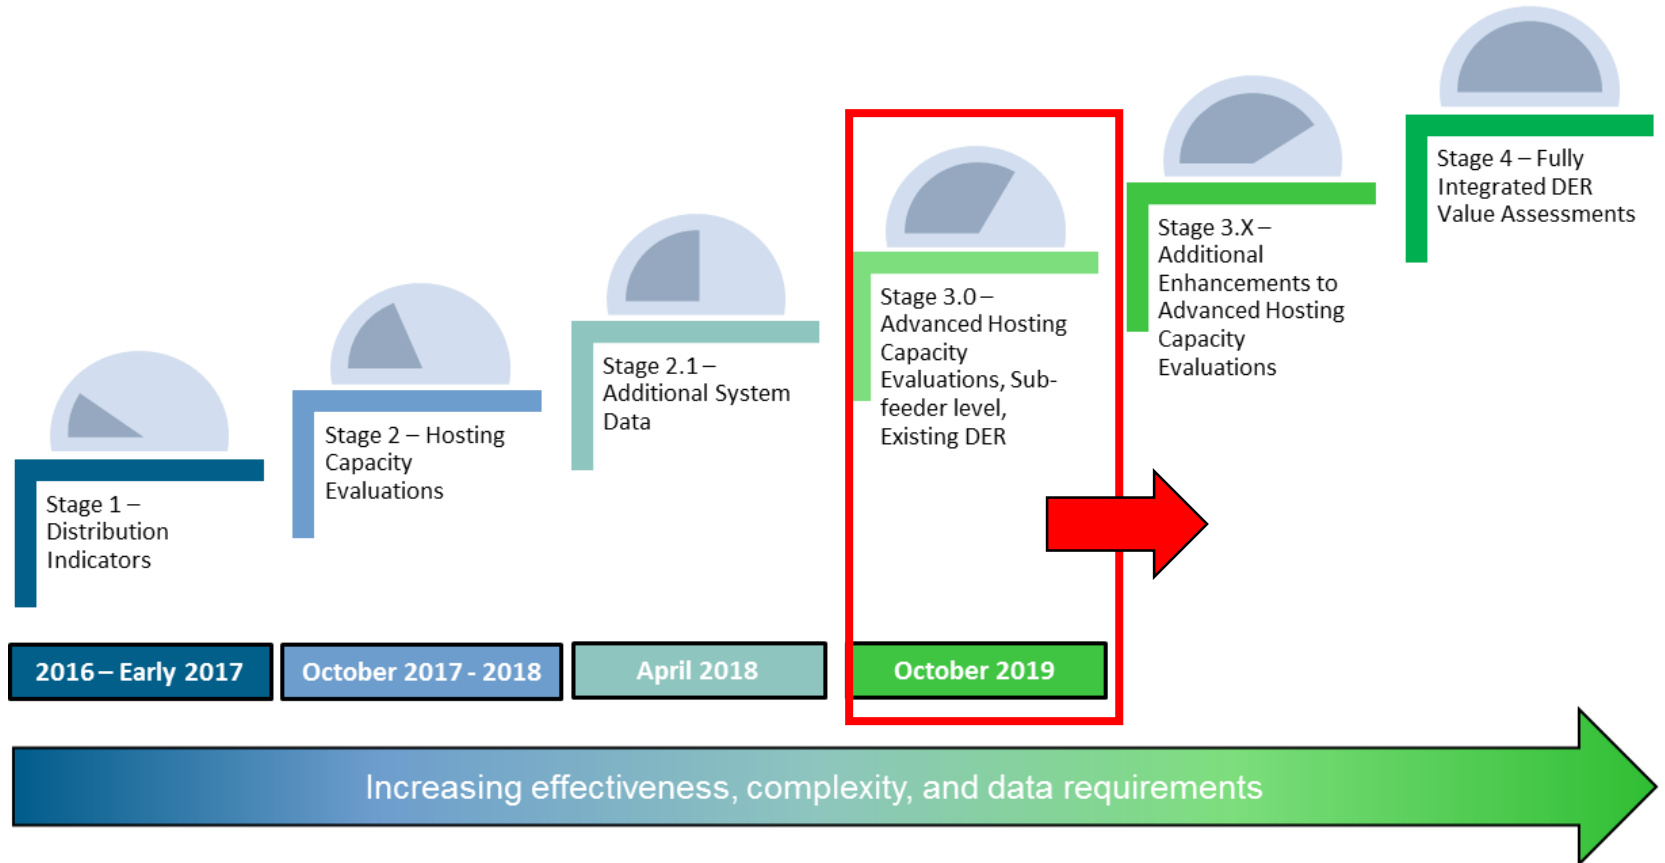 Stage 1 –
Distribution
Indicators
Stage 2 – Hosting
Capacity
Evaluations
Stage 2.1 –
Additional System
Data
Stage 3.0 –
Advanced Hosting
Capacity
Evaluations, Sub-
feeder level,
Existing DER
Stage 3.X –
Additional
Enhancements to
Advanced Hosting
Capacity
Evaluations
Stage 4 – Fully
Integrated DER
Value Assessments
2016 – Early 2017
October 2017 - 2018
April 2018
October 2019
Increasing effectiveness, complexity, and data requirements